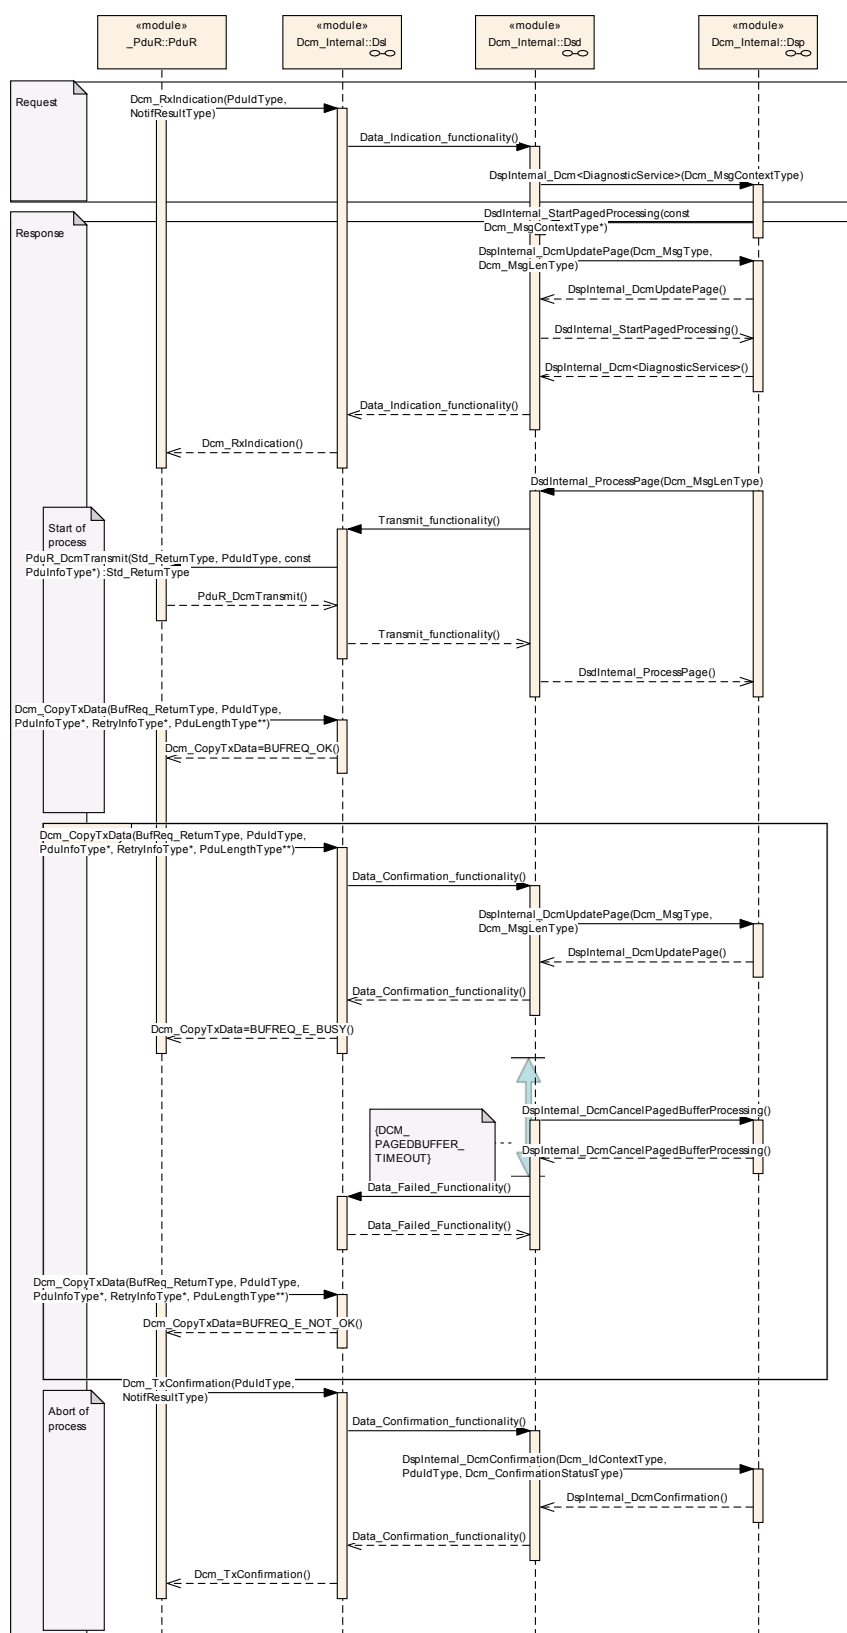 «module»
_PduR::PduR
«module»
Dcm_Internal::Dsl
«module»
Dcm_Internal::Dsd
«module»
Dcm_Internal::Dsp
Request
Dcm_RxIndication(PduIdType,
NotifResultType)
Data_Indication_functionality()
DspInternal_Dcm<DiagnosticService>(Dcm_MsgContextType)
Response
DsdInternal_StartPagedProcessing(const
Dcm_MsgContextType*)
DspInternal_DcmUpdatePage(Dcm_MsgType,
Dcm_MsgLenType)
DspInternal_DcmUpdatePage()
DsdInternal_StartPagedProcessing()
DspInternal_Dcm<DiagnosticServices>()
Data_Indication_functionality()
Dcm_RxIndication()
DsdInternal_ProcessPage(Dcm_MsgLenType)
Start of
process
Transmit_functionality()
PduR_DcmTransmit(Std_ReturnType, PduIdType, const
PduInfoType*) :Std_ReturnType
PduR_DcmTransmit()
Transmit_functionality()
DsdInternal_ProcessPage()
Dcm_CopyTxData(BufReq_ReturnType, PduIdType,
PduInfoType*, RetryInfoType*, PduLengthType**)
Dcm_CopyTxData=BUFREQ_OK()
Dcm_CopyTxData(BufReq_ReturnType, PduIdType,
PduInfoType*, RetryInfoType*, PduLengthType**)
Data_Confirmation_functionality()
DspInternal_DcmUpdatePage(Dcm_MsgType,
Dcm_MsgLenType)
DspInternal_DcmUpdatePage()
Data_Confirmation_functionality()
Dcm_CopyTxData=BUFREQ_E_BUSY()
DspInternal_DcmCancelPagedBufferProcessing()
{DCM_
PAGEDBUFFER_
TIMEOUT}
DspInternal_DcmCancelPagedBufferProcessing()
Data_Failed_Functionality()
Data_Failed_Functionality()
Dcm_CopyTxData(BufReq_ReturnType, PduIdType,
PduInfoType*, RetryInfoType*, PduLengthType**)
Dcm_CopyTxData=BUFREQ_E_NOT_OK()
Dcm_TxConfirmation(PduIdType,
NotifResultType)
Abort of
process
Data_Confirmation_functionality()
DspInternal_DcmConfirmation(Dcm_IdContextType,
PduIdType, Dcm_ConfirmationStatusType)
DspInternal_DcmConfirmation()
Data_Confirmation_functionality()
Dcm_TxConfirmation()